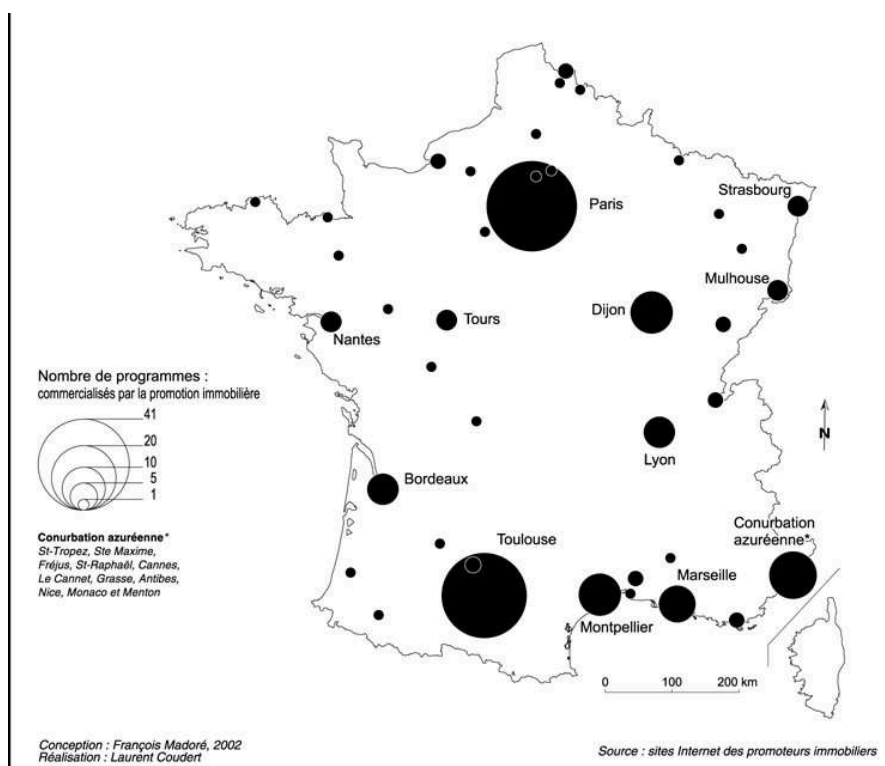 Strasbourg
Paris
Mulhouse
Dijon
Tours
Nantes
Nombre de programmes :
commercialisés par la promotion immobilière
41
20
10
5
1
N
Lyon
Bordeaux
Conurbation azuréenne*
St-Tropez, Ste Maxime,
Fréjus, St-Raphaël, Cannes,
Le Cannet, Grasse, Antibes,
Nice, Monaco et Menton
Toulouse
Conurbation
azuréenne*
Marseille
Montpellier
0 100 200 km
Conception : François Madoré, 2002
Réalisation : Laurent Coudert
Source : sites Internet des promoteurs immobiliers